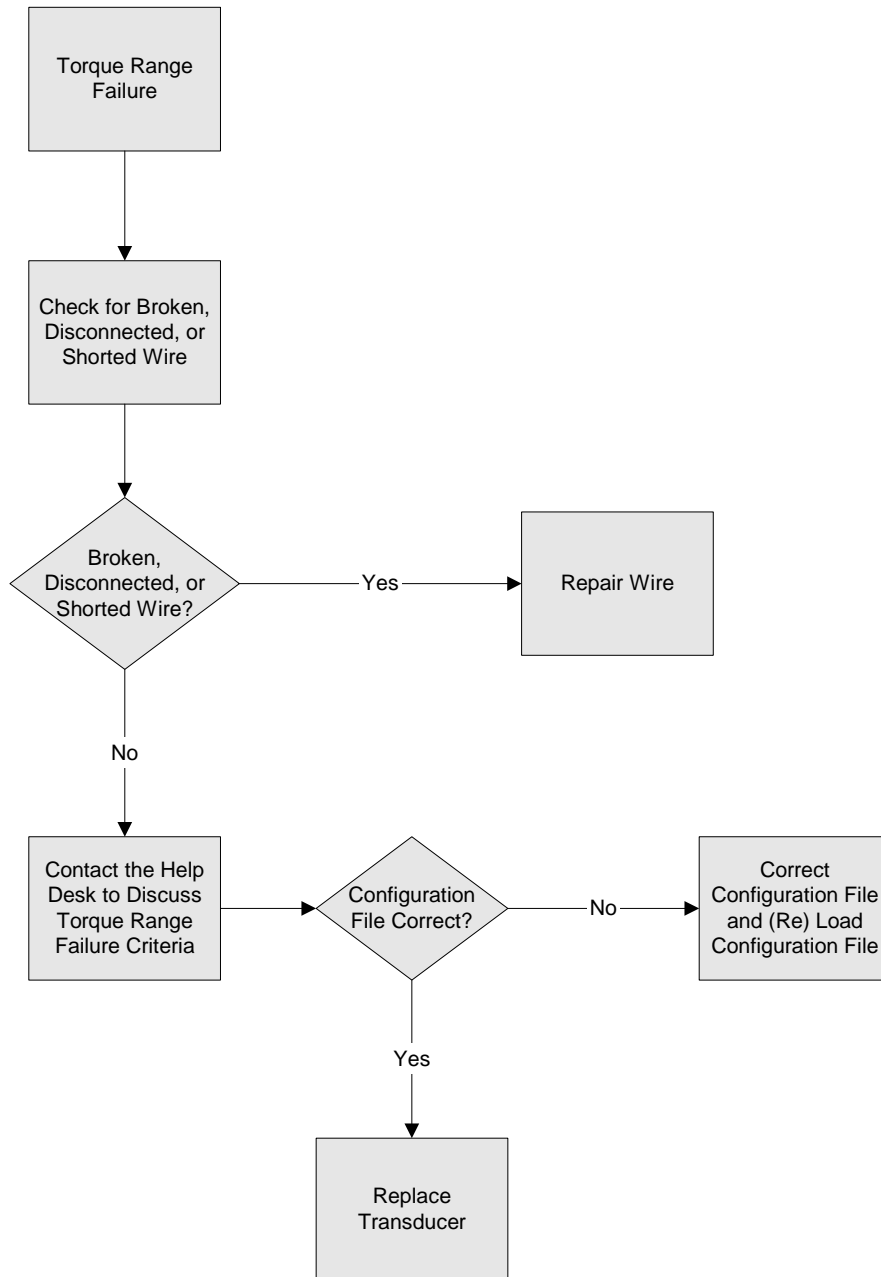 Torque Range
Failure
Check for Broken,
Disconnected, or
Shorted Wire
Broken,
Disconnected, or
Shorted Wire?
Yes
Repair Wire
No
Contact the Help
Desk to Discuss
Torque Range
Failure Criteria
Configuration
File Correct?
No
Correct
Configuration File
and (Re) Load
Configuration File
Yes
Replace
Transducer